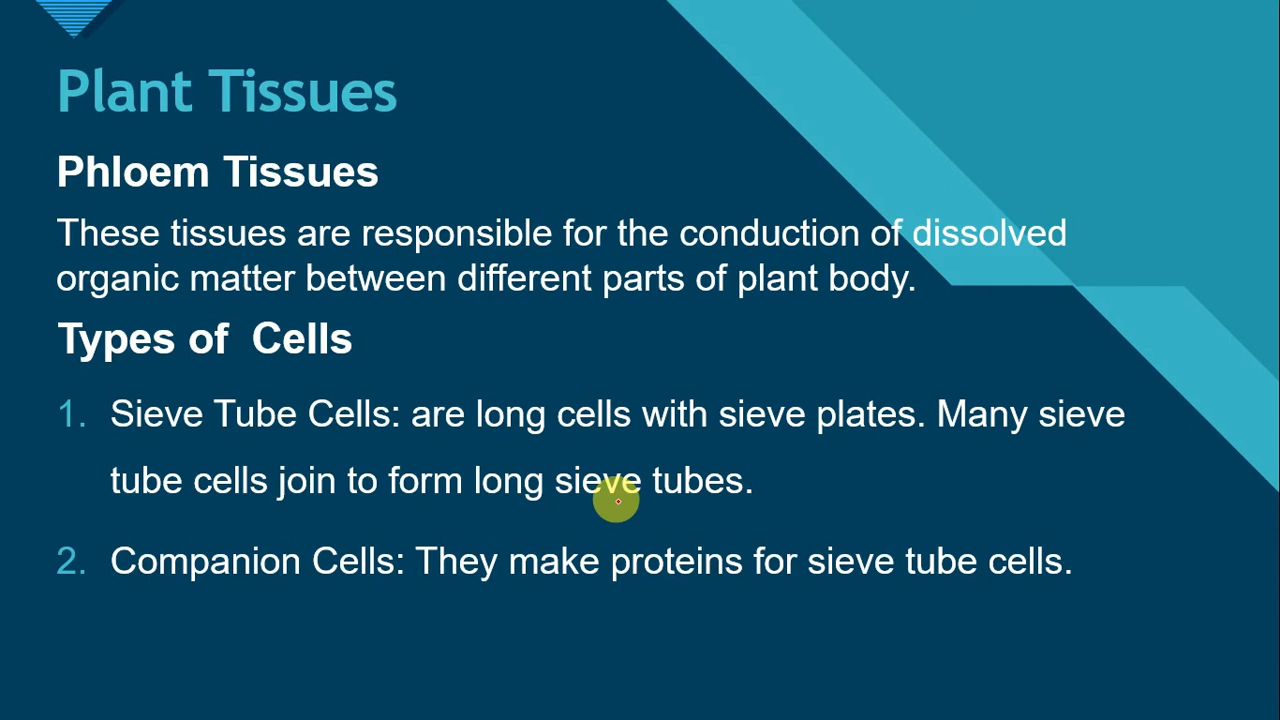 Plant Tissues
Phloem Tissues
These tissues are responsible for the conduction of dissolved
organic matter between different parts of plant body.
Types of  Cells
1. Sieve Tube Cells: are long cells with sieve plates. Many sieve
tube cells join to form long sieve tubes.
2. Companion Cells: They make proteins for sieve tube cells.